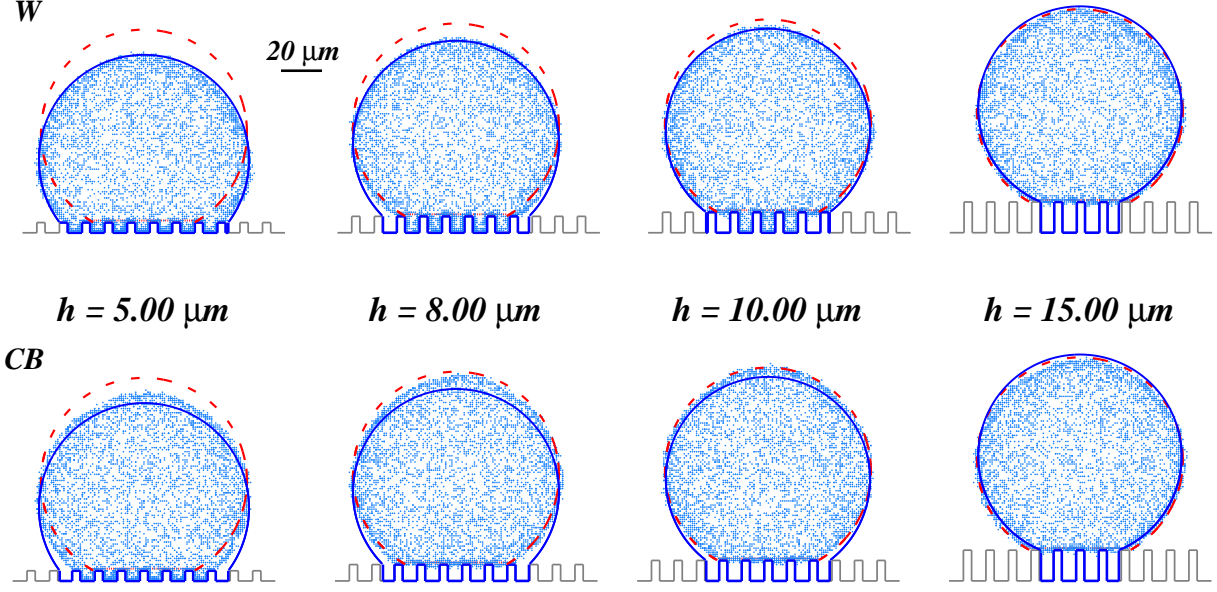 W
20 μm
h = 5.00 μm h = 8.00 μm h = 10.00 μm h = 15.00 μm
CB